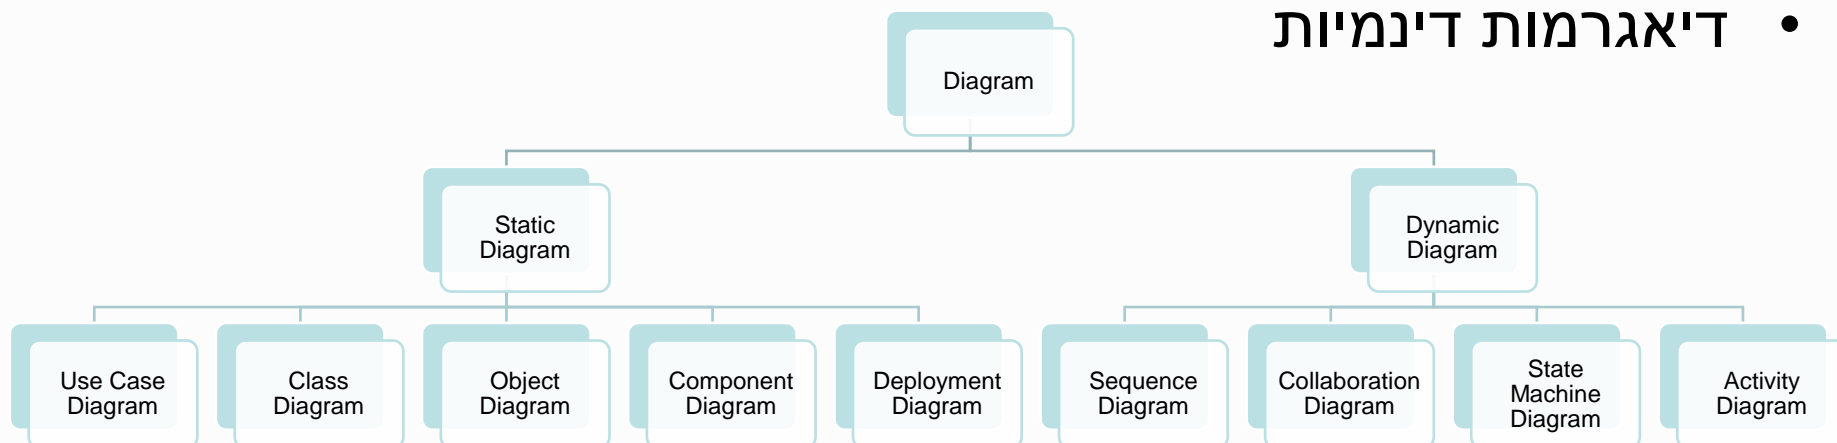 • דיאגרמות דינמיות
Diagram
Static
Diagram
Dynamic
Diagram
Use Case
Diagram
Class
Diagram
Object
Diagram
Component
Diagram
Deployment
Diagram
Sequence
Diagram
Collaboration
Diagram
State
Machine
Diagram
Activity
Diagram